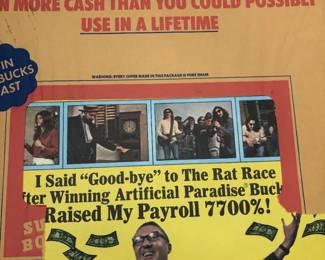 N MORE CASH THAN YOU COULD POSSIBLY
USE IN A LIFETIME
IN
BUCKS
AST
WARNING: EVERY OFFER MADE IN THIS PACKAGE IS PURE SHAM
I Said "Good-bye" to The Rat Race
fter Winning Artificial Paradise Buck
Raised My Payroll 7700%!
SU
BO